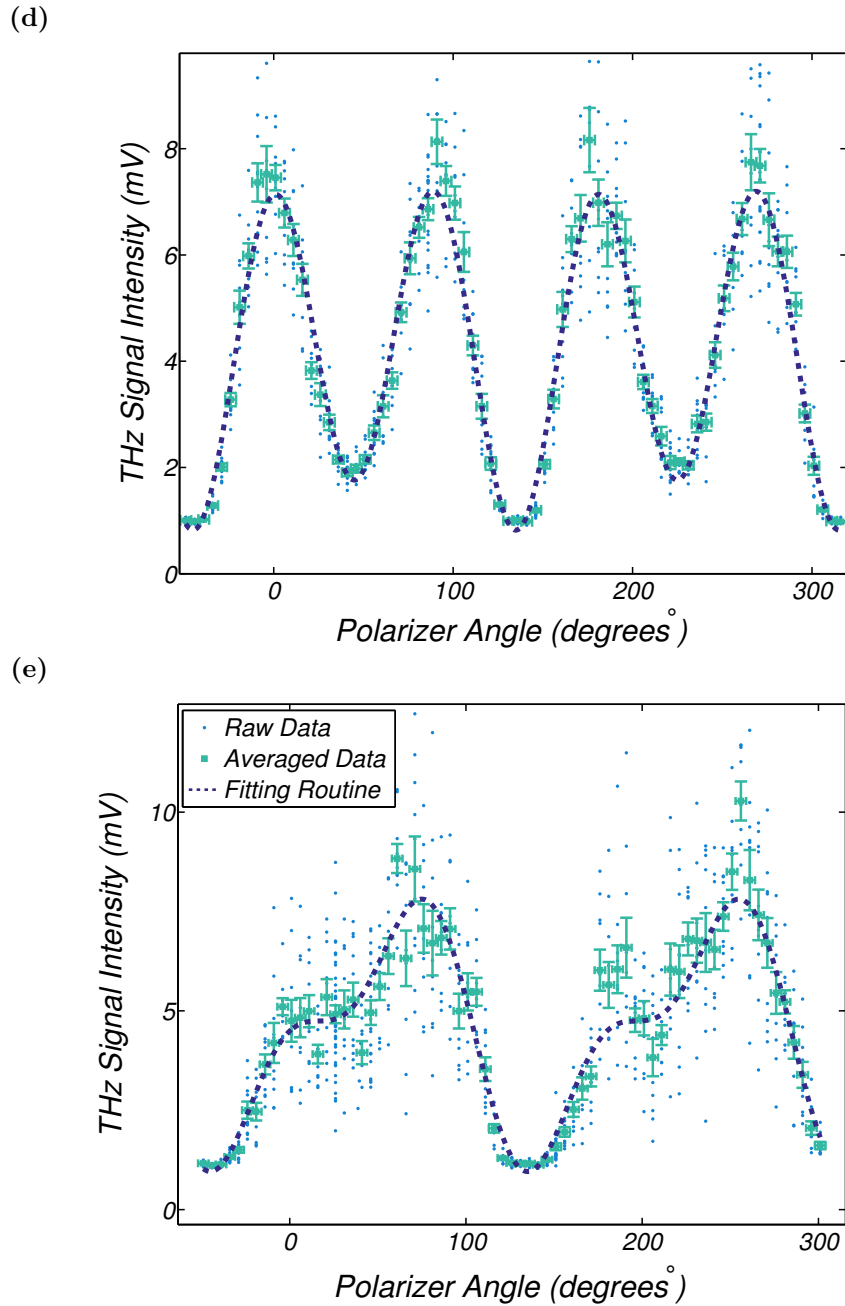 (d)
THz Signal Intensity (mV)
8
6
4
2
0
0 100 200 300
Polarizer Angle (degrees°)
(e)
Raw Data
Averaged Data
Fitting Routine
THz Signal Intensity (mV)
10
5
0
0 100 200 300
Polarizer Angle (degrees°)